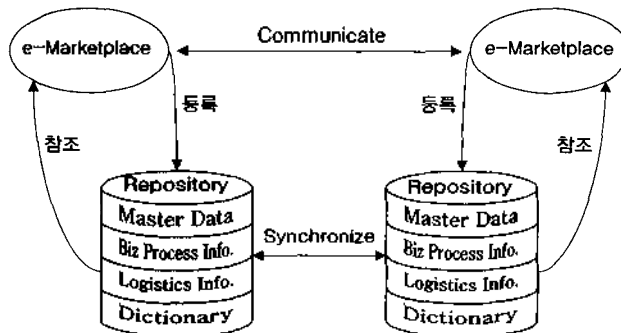 e-Marketplace
Communicate
e-Marketplace
등록
등록
참조
참조
Repository
Master Data
Biz Process Info.
Logistics Info.
Dictionary
Synchronize
Repository
Master Data
Biz Process Info.
Logistics Info.
Dictionary